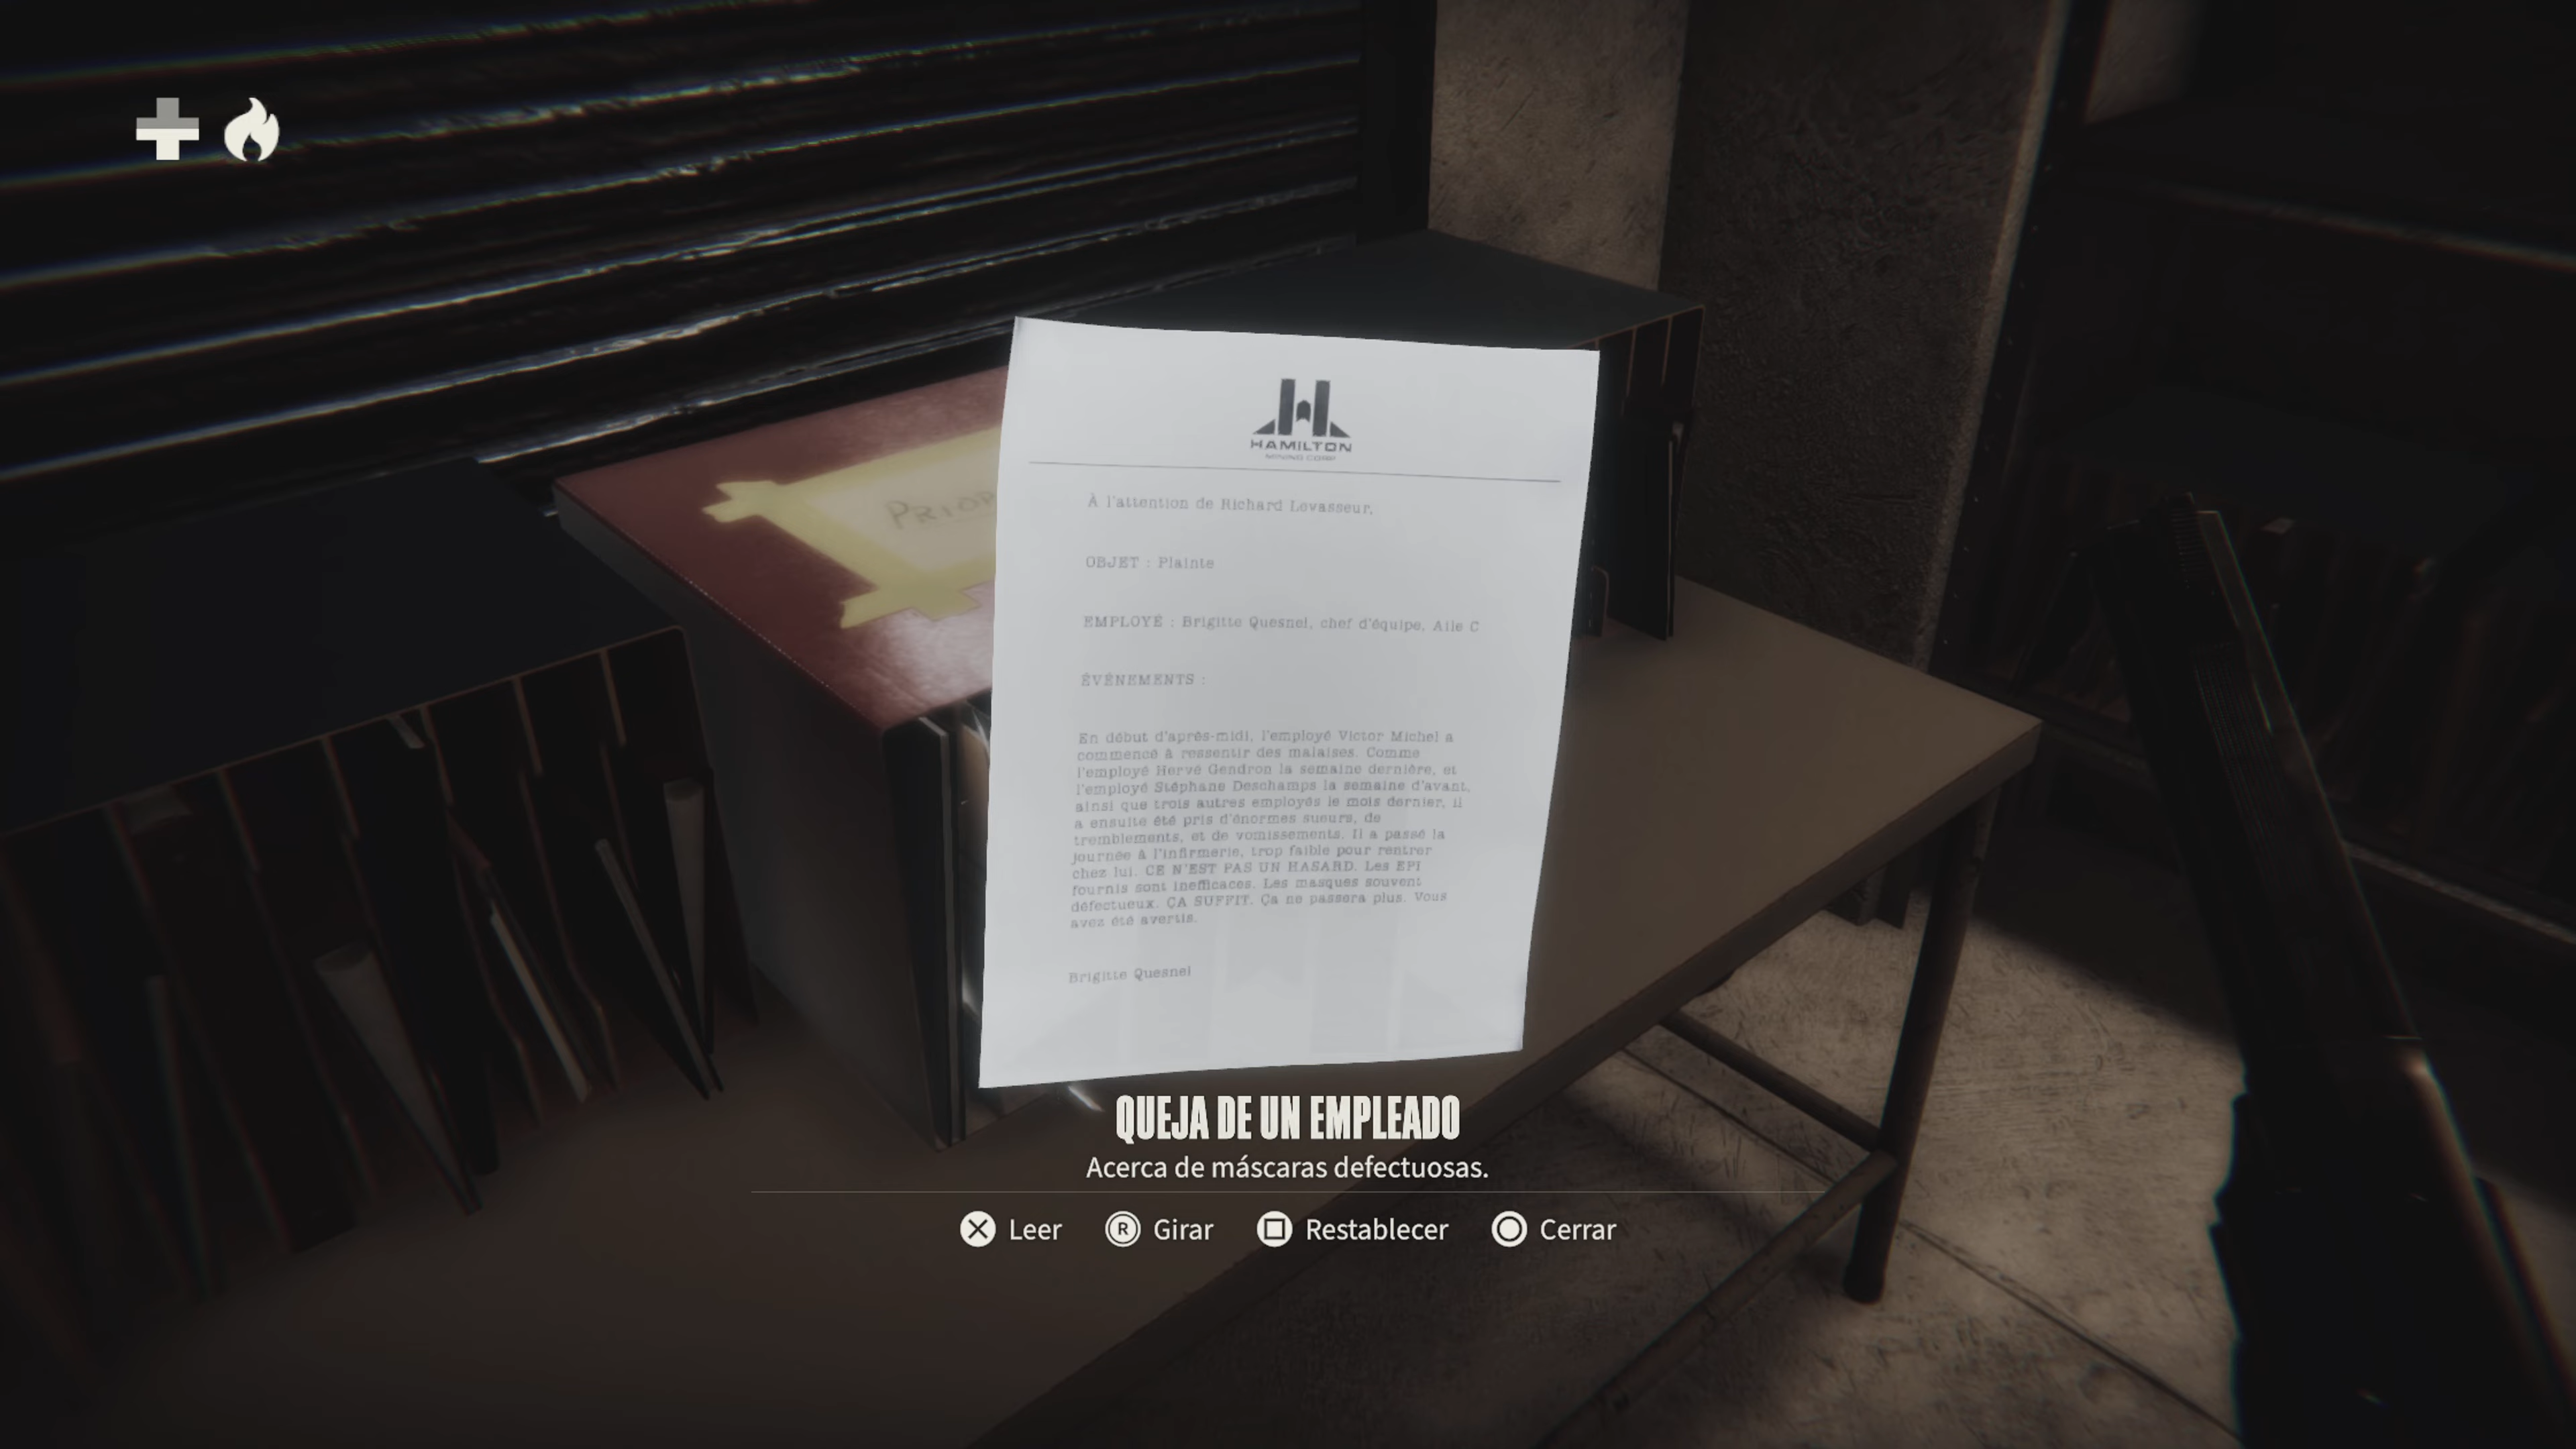 PRIOR
HAMILTON
MINING CORP
À l'attention de Richard Levasseur,
OBJET : Plainte
EMPLOYÉ : Brigitte Quesnel, chef d'équipe, Aile C
ÉVÉNEMENTS :
En début d'après-midi, l'employé Victor Michel a
commencé à ressentir des malaises. Comme
l'employé Hervé Gendron la semaine dernière, et
l'employé Stéphane Deschamps la semaine d'avant,
ainsi que trois autres employés le mois dernier, il
a ensuite été pris d'énormes sueurs, de
tremblements, et de vomissements. Il a passé la
journée à l'infirmerie, trop faible pour rentrer
chez lui. CE N'EST PAS UN HASARD. Les EPI
fournis sont inefficaces. Les masques souvent
défectueux. ÇA SUFFIT. Ça ne passera plus. Vous
avez été avertis.
Brigitte Quesnel
QUEJA DE UN EMPLEADO
Acerca de máscaras defectuosas.
Leer R Girar Restablecer Cerrar